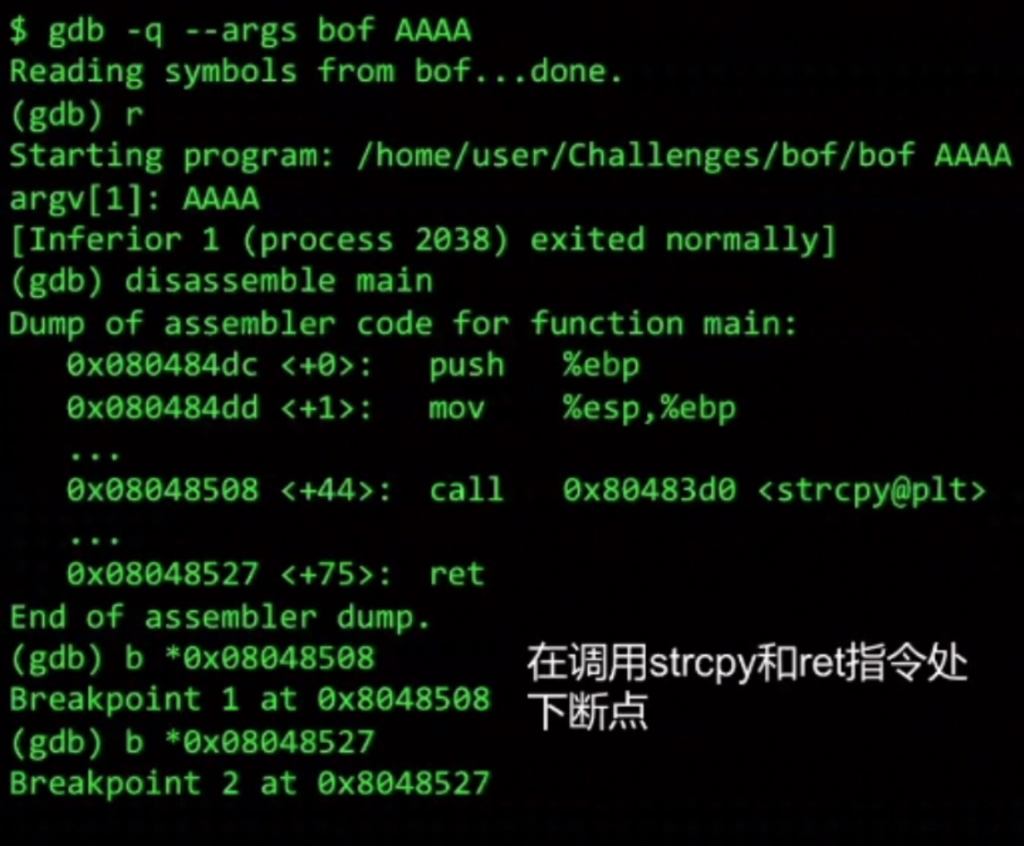 $ gdb -q --args bof AAAA
Reading symbols from bof...done.
(gdb) r
Starting program: /home/user/Challenges/bof/bof AAAA
argv[1]: AAAA
[Inferior 1 (process 2038) exited normally]
(gdb) disassemble main
Dump of assembler code for function main:
   0x080484dc <+0>:   push   %ebp
   0x080484dd <+1>:   mov    %esp,%ebp
   ...
   0x08048508 <+44>:  call   0x80483d0 <strcpy@plt>
   ...
   0x08048527 <+75>:  ret
End of assembler dump.
(gdb) b *0x08048508
Breakpoint 1 at 0x8048508
(gdb) b *0x08048527
Breakpoint 2 at 0x8048527
在调用strcpy和ret指令处
下断点